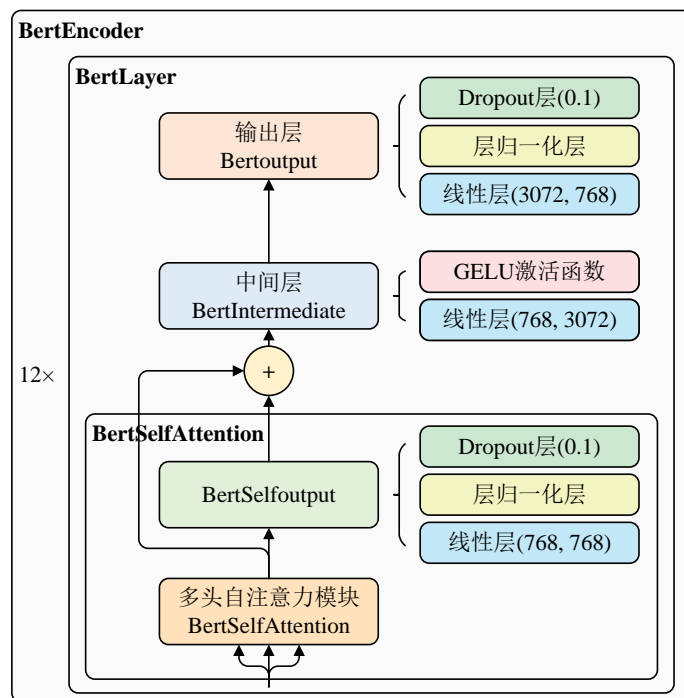 BertEncoder
BertLayer
输出层
Bertoutput
Dropout层(0.1)
层归一化层
线性层(3072, 768)
中间层
BertIntermediate
GELU激活函数
线性层(768, 3072)
12×
+
BertSelfAttention
BertSelfoutput
Dropout层(0.1)
层归一化层
线性层(768, 768)
多头自注意力模块
BertSelfAttention